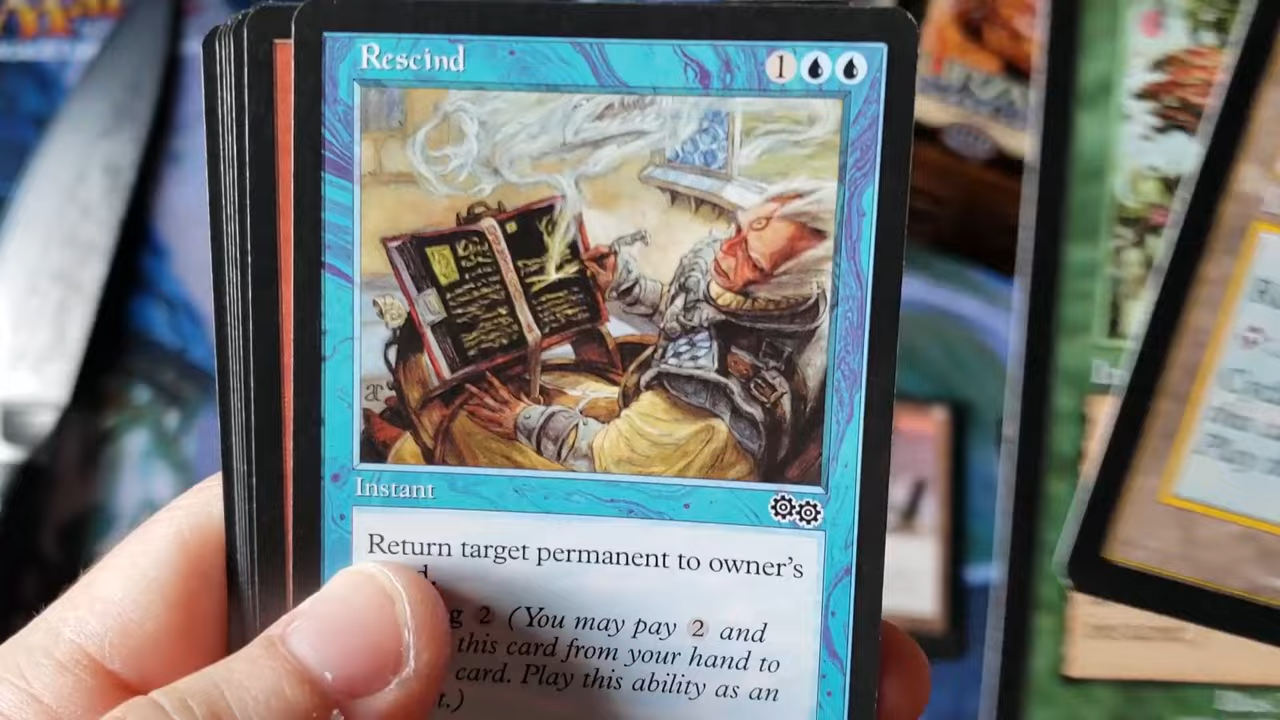 Rescind
1
Instant
Return target permanent to owner's
d.
g 2 (You may pay 2 and
this card from your hand to
card. Play this ability as an
t.)